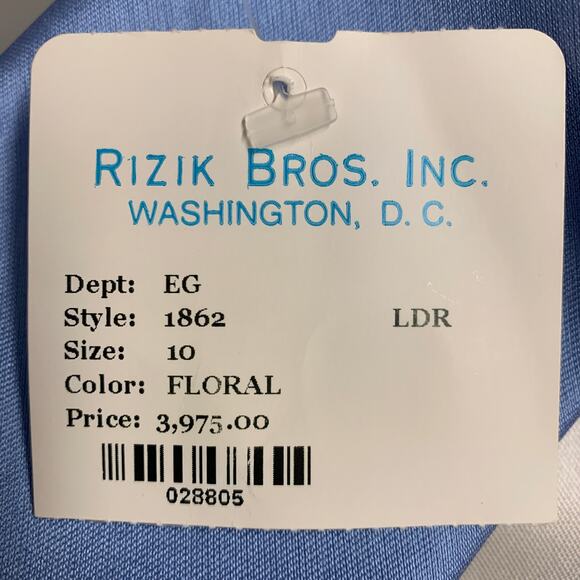 RIZIK BROS. INC.
WASHINGTON, D. C.
Dept: EG
Style: 1862 LDR
Size: 10
Color: FLORAL
Price: 3,975.00
028805